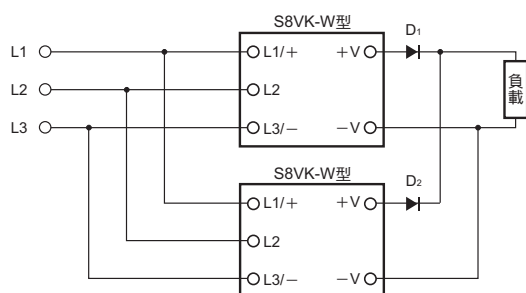 S8VK-W型
L1
L1/+
+V
D1
L2
L2
負載
L3
L3/−
−V
S8VK-W型
L1/+
+V
D2
L2
L3/−
−V